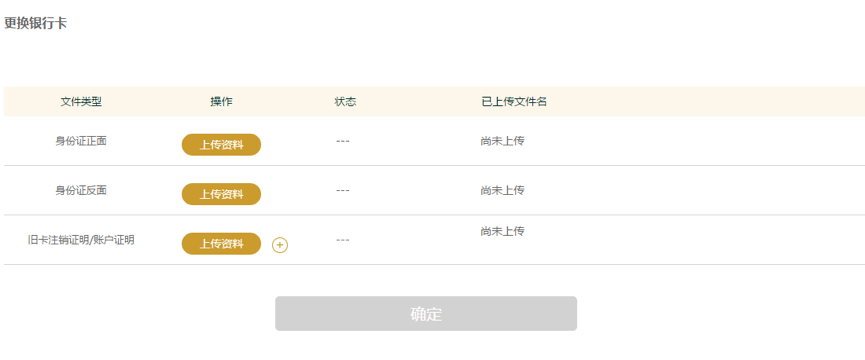 更换银行卡
文件类型 操作 状态 已上传文件名
身份证正面 上传资料 --- 尚未上传
身份证反面 上传资料 --- 尚未上传
旧卡注销证明/账户证明 上传资料 --- 尚未上传
确定